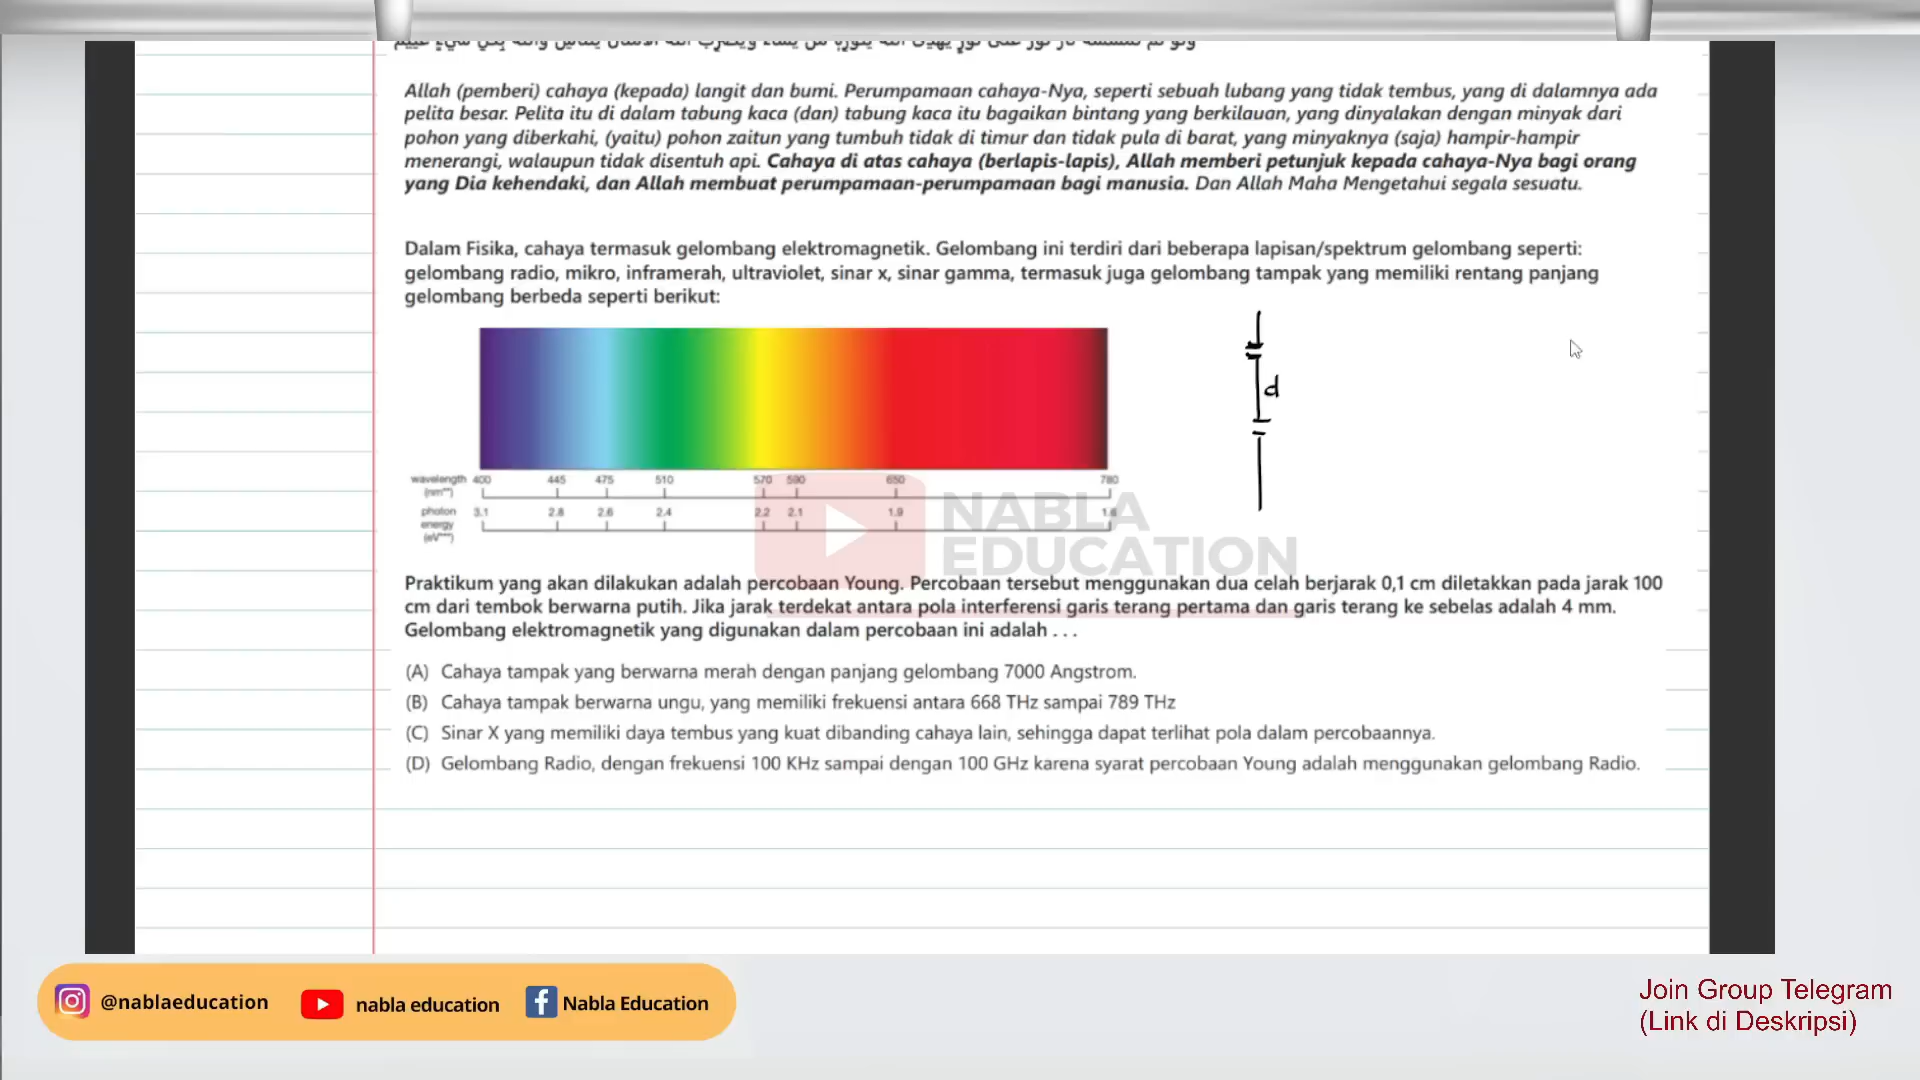 Allah (pemberi) cahaya (kepada) langit dan bumi. Perumpamaan cahaya-Nya, seperti sebuah lubang yang tidak tembus, yang di dalamnya ada
pelita besar. Pelita itu di dalam tabung kaca (dan) tabung kaca itu bagaikan bintang yang berkilauan, yang dinyalakan dengan minyak dari
pohon yang diberkahi, (yaitu) pohon zaitun yang tumbuh tidak di timur dan tidak pula di barat, yang minyaknya (saja) hampir-hampir
menerangi, walaupun tidak disentuh api. Cahaya di atas cahaya (berlapis-lapis), Allah memberi petunjuk kepada cahaya-Nya bagi orang
yang Dia kehendaki, dan Allah membuat perumpamaan-perumpamaan bagi manusia. Dan Allah Maha Mengetahui segala sesuatu.
Dalam Fisika, cahaya termasuk gelombang elektromagnetik. Gelombang ini terdiri dari beberapa lapisan/spektrum gelombang seperti:
gelombang radio, mikro, inframerah, ultraviolet, sinar x, sinar gamma, termasuk juga gelombang tampak yang memiliki rentang panjang
gelombang berbeda seperti berikut:
d
wavelength 400 445 475 510 570 590 650 780
(nm**)
photon 3.1 2.8 2.6 2.4 2.2 2.1 1.9 1.6
energy
(eV***)
NABLA
EDUCATION
Praktikum yang akan dilakukan adalah percobaan Young. Percobaan tersebut menggunakan dua celah berjarak 0,1 cm diletakkan pada jarak 100
cm dari tembok berwarna putih. Jika jarak terdekat antara pola interferensi garis terang pertama dan garis terang ke sebelas adalah 4 mm.
Gelombang elektromagnetik yang digunakan dalam percobaan ini adalah . . .
(A) Cahaya tampak yang berwarna merah dengan panjang gelombang 7000 Angstrom.
(B) Cahaya tampak berwarna ungu, yang memiliki frekuensi antara 668 THz sampai 789 THz
(C) Sinar X yang memiliki daya tembus yang kuat dibanding cahaya lain, sehingga dapat terlihat pola dalam percobaannya.
(D) Gelombang Radio, dengan frekuensi 100 KHz sampai dengan 100 GHz karena syarat percobaan Young adalah menggunakan gelombang Radio.
@nablaeducation nabla education Nabla Education
Join Group Telegram
(Link di Deskripsi)